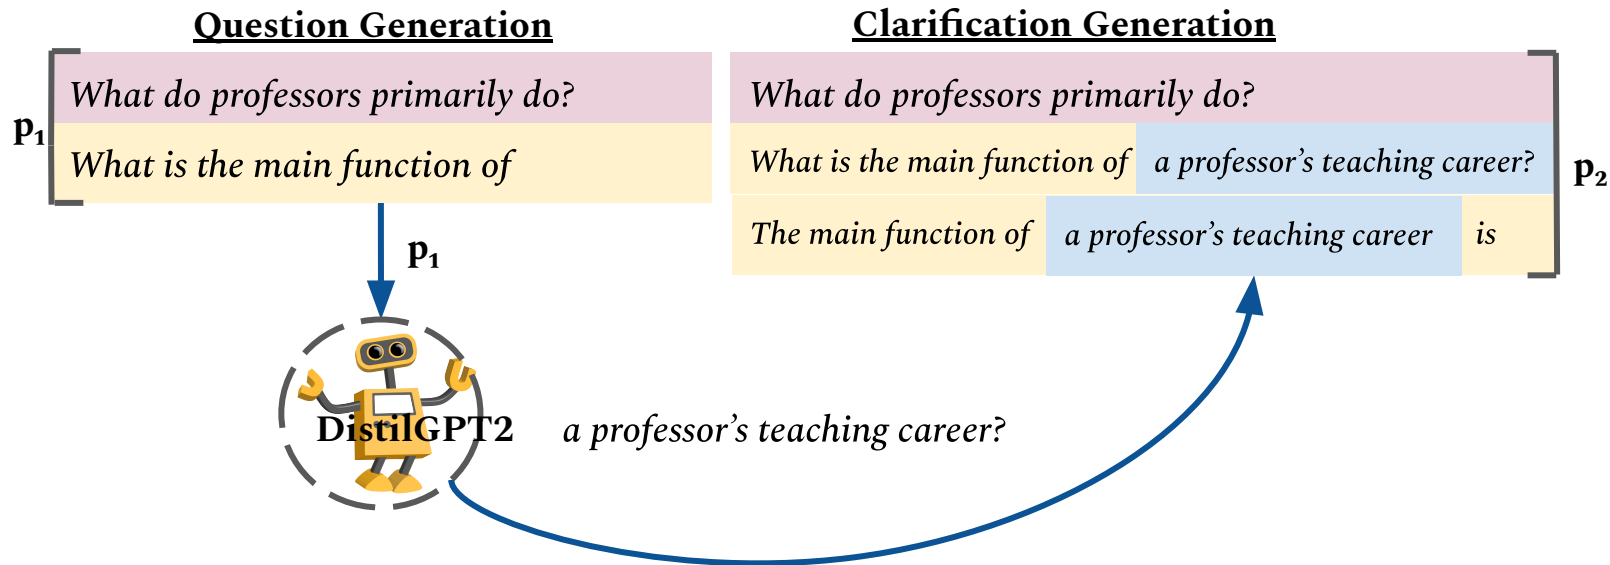 Question Generation
What do professors primarily do?
What is the main function of
p₁
p₁
DistilGPT2
a professor’s teaching career?
Clarification Generation
What do professors primarily do?
What is the main function of a professor’s teaching career?
The main function of a professor’s teaching career is
p₂